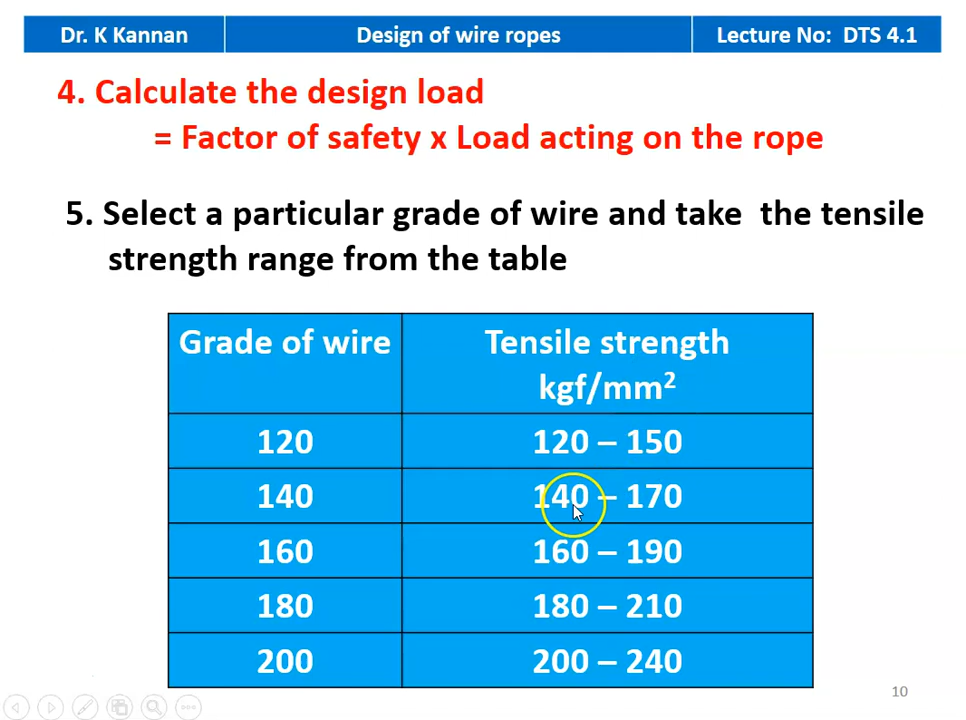 Dr. K Kannan Design of wire ropes Lecture No: DTS 4.1
4. Calculate the design load
= Factor of safety x Load acting on the rope
5. Select a particular grade of wire and take the tensile
strength range from the table
Grade of wire Tensile strength
kgf/mm²
120 120 – 150
140 140 – 170
160 160 – 190
180 180 – 210
200 200 – 240
10